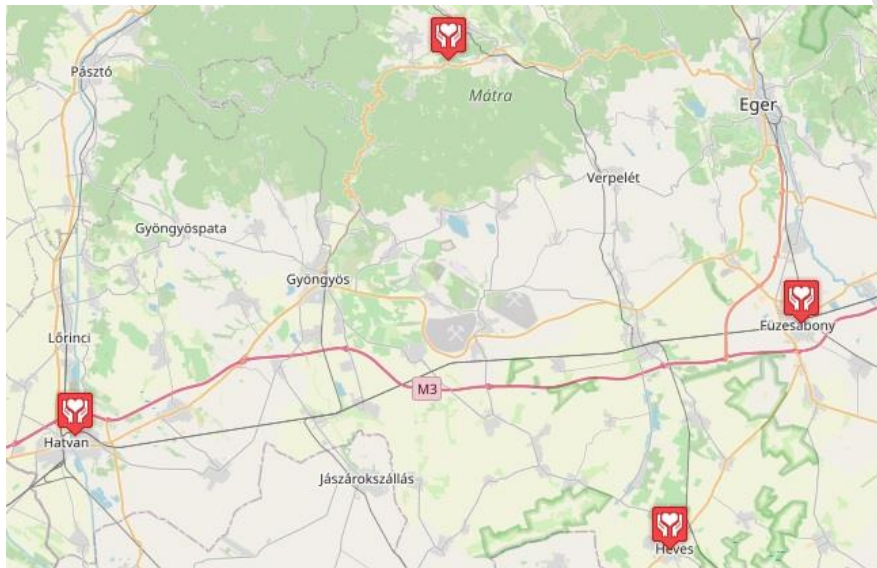 Pásztó
Mátra
Eger
Verpelét
Gyöngyöspata
Gyöngyös
Füzesabony
Lőrinci
M3
Hatvan
Jászárokszállás
Heves